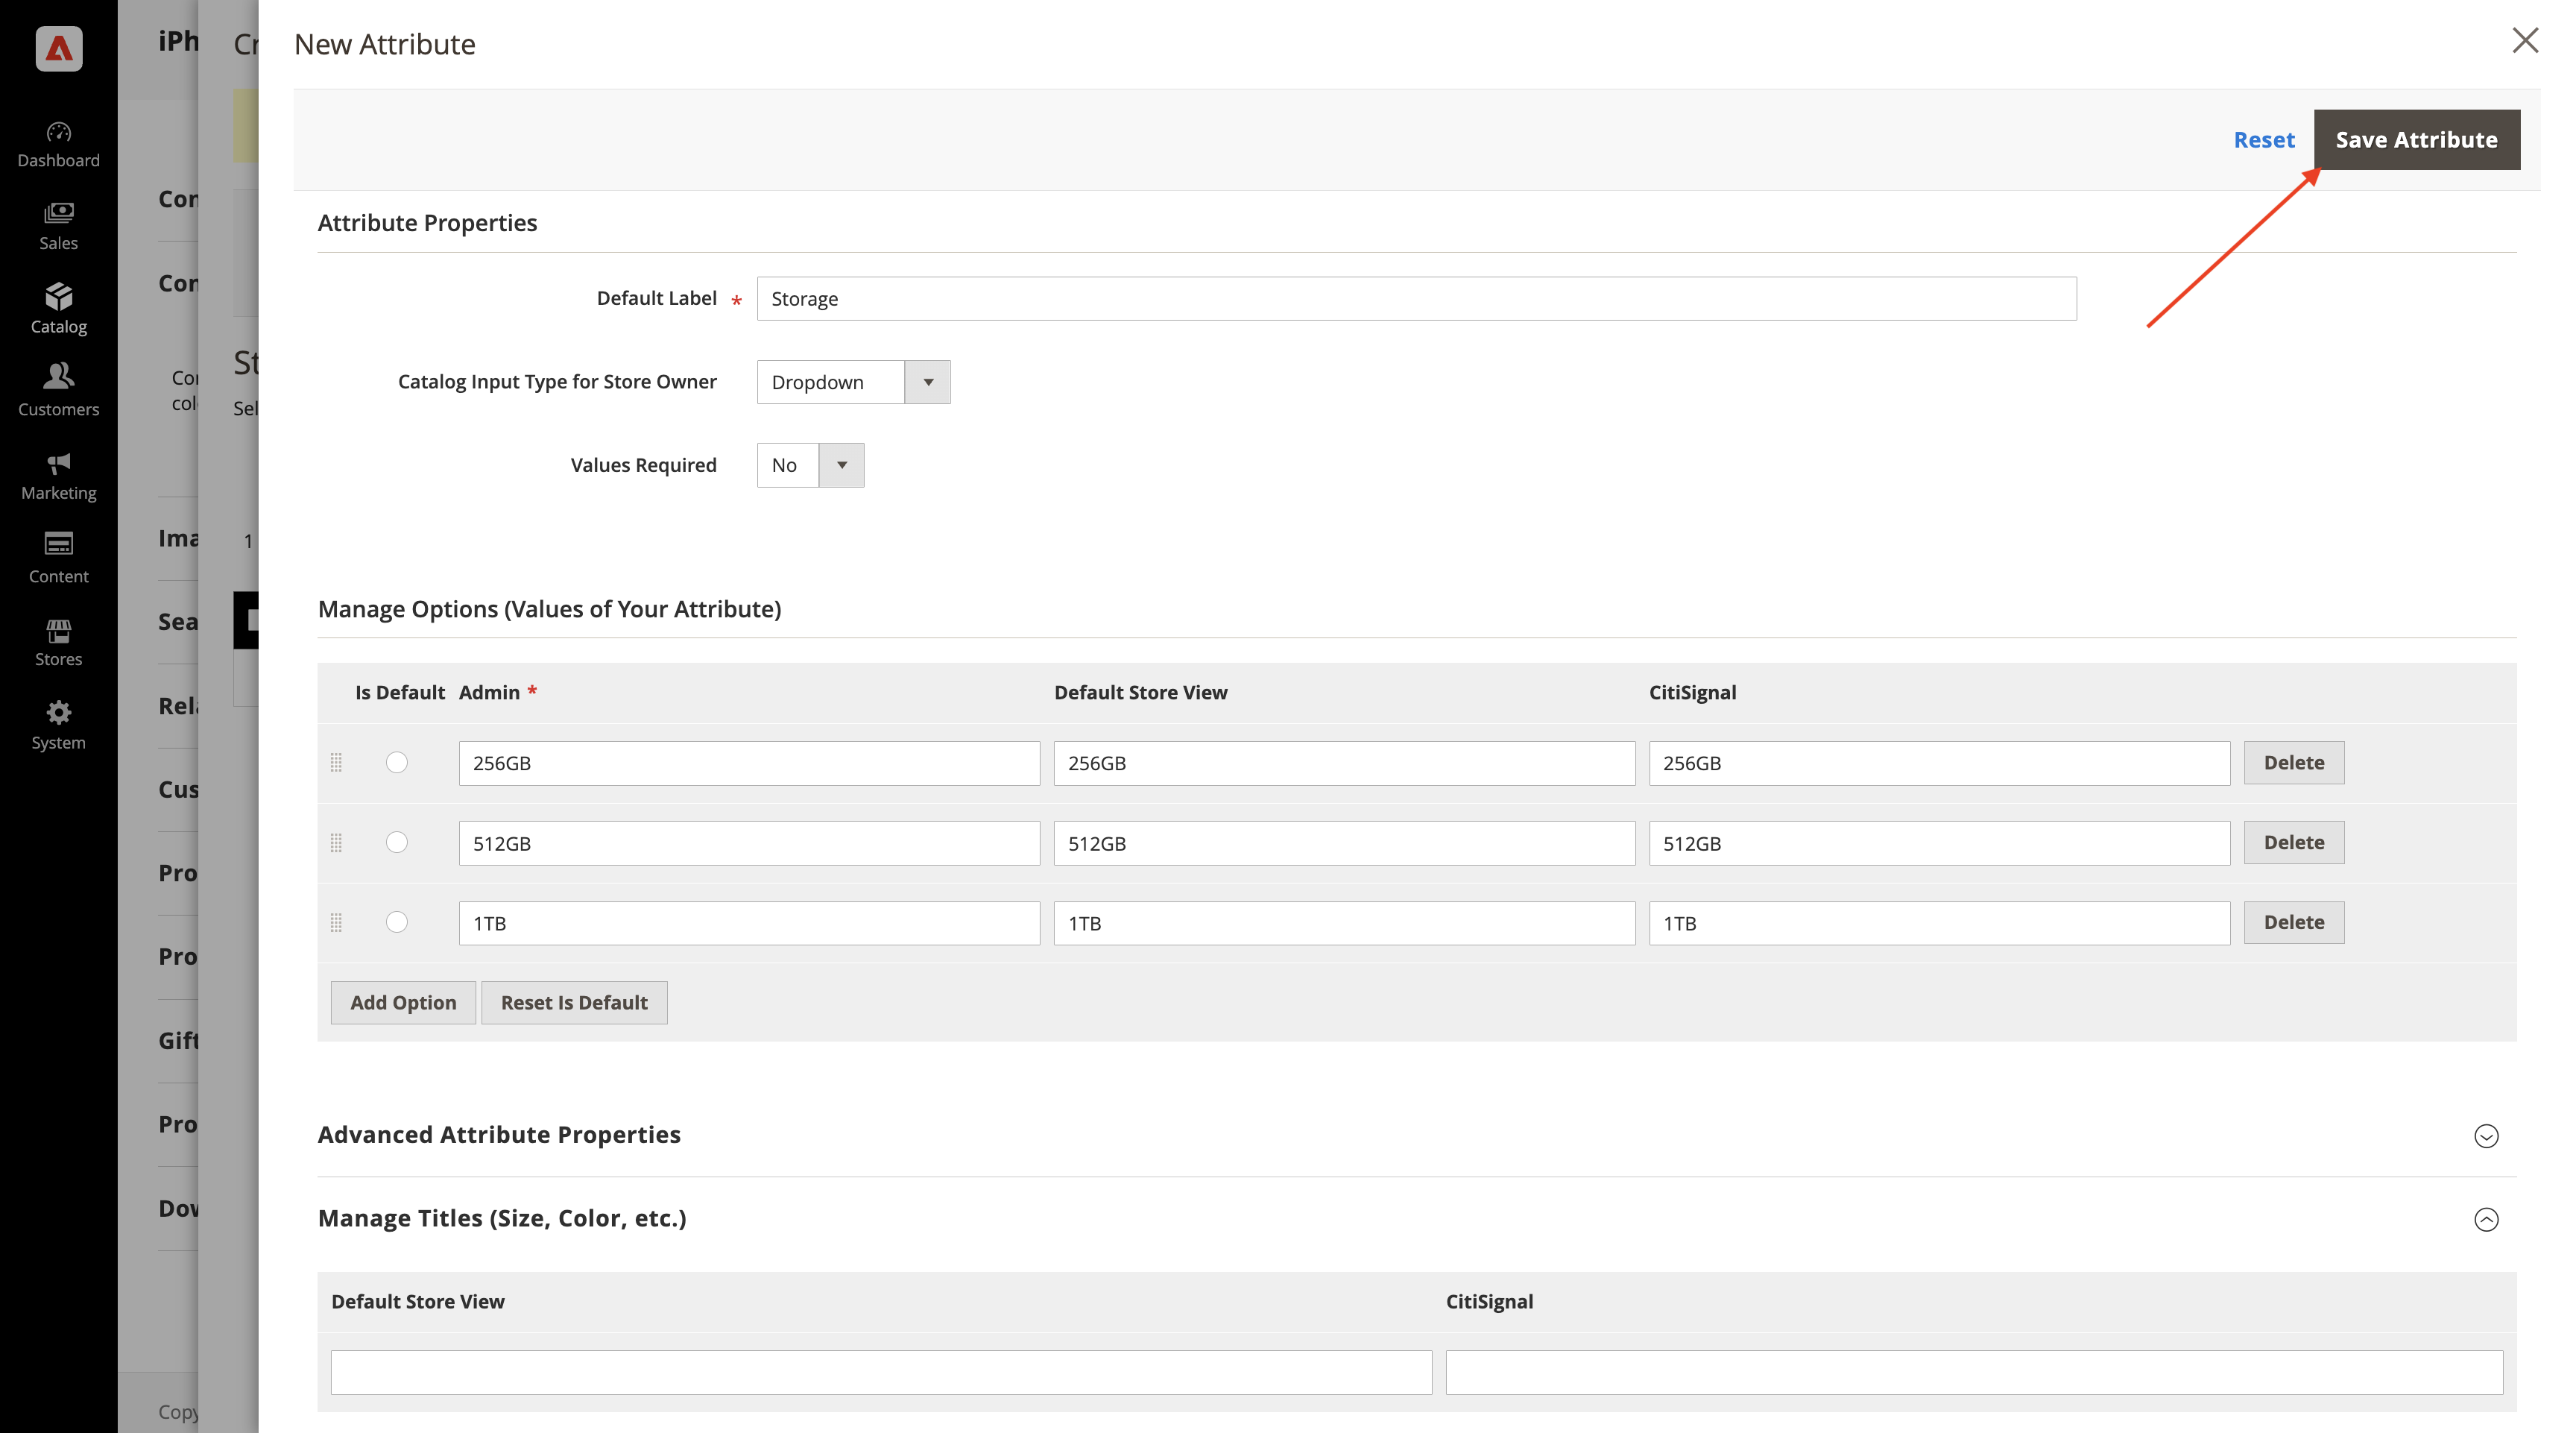 New Attribute
Reset Save Attribute
Attribute Properties
Default Label * Storage
Catalog Input Type for Store Owner Dropdown
Values Required No
Manage Options (Values of Your Attribute)
Is Default Admin * Default Store View CitiSignal
256GB 256GB 256GB Delete
512GB 512GB 512GB Delete
1TB 1TB 1TB Delete
Add Option Reset Is Default
Advanced Attribute Properties
Manage Titles (Size, Color, etc.)
Default Store View CitiSignal
Dashboard
Sales
Catalog
Customers
Marketing
Content
Stores
System
iPh
Cr
Con
Con
Co
col
St
Sel
1
Ima
Sea
Rela
Cus
Pro
Pro
Gift
Pro
Dow
Copy